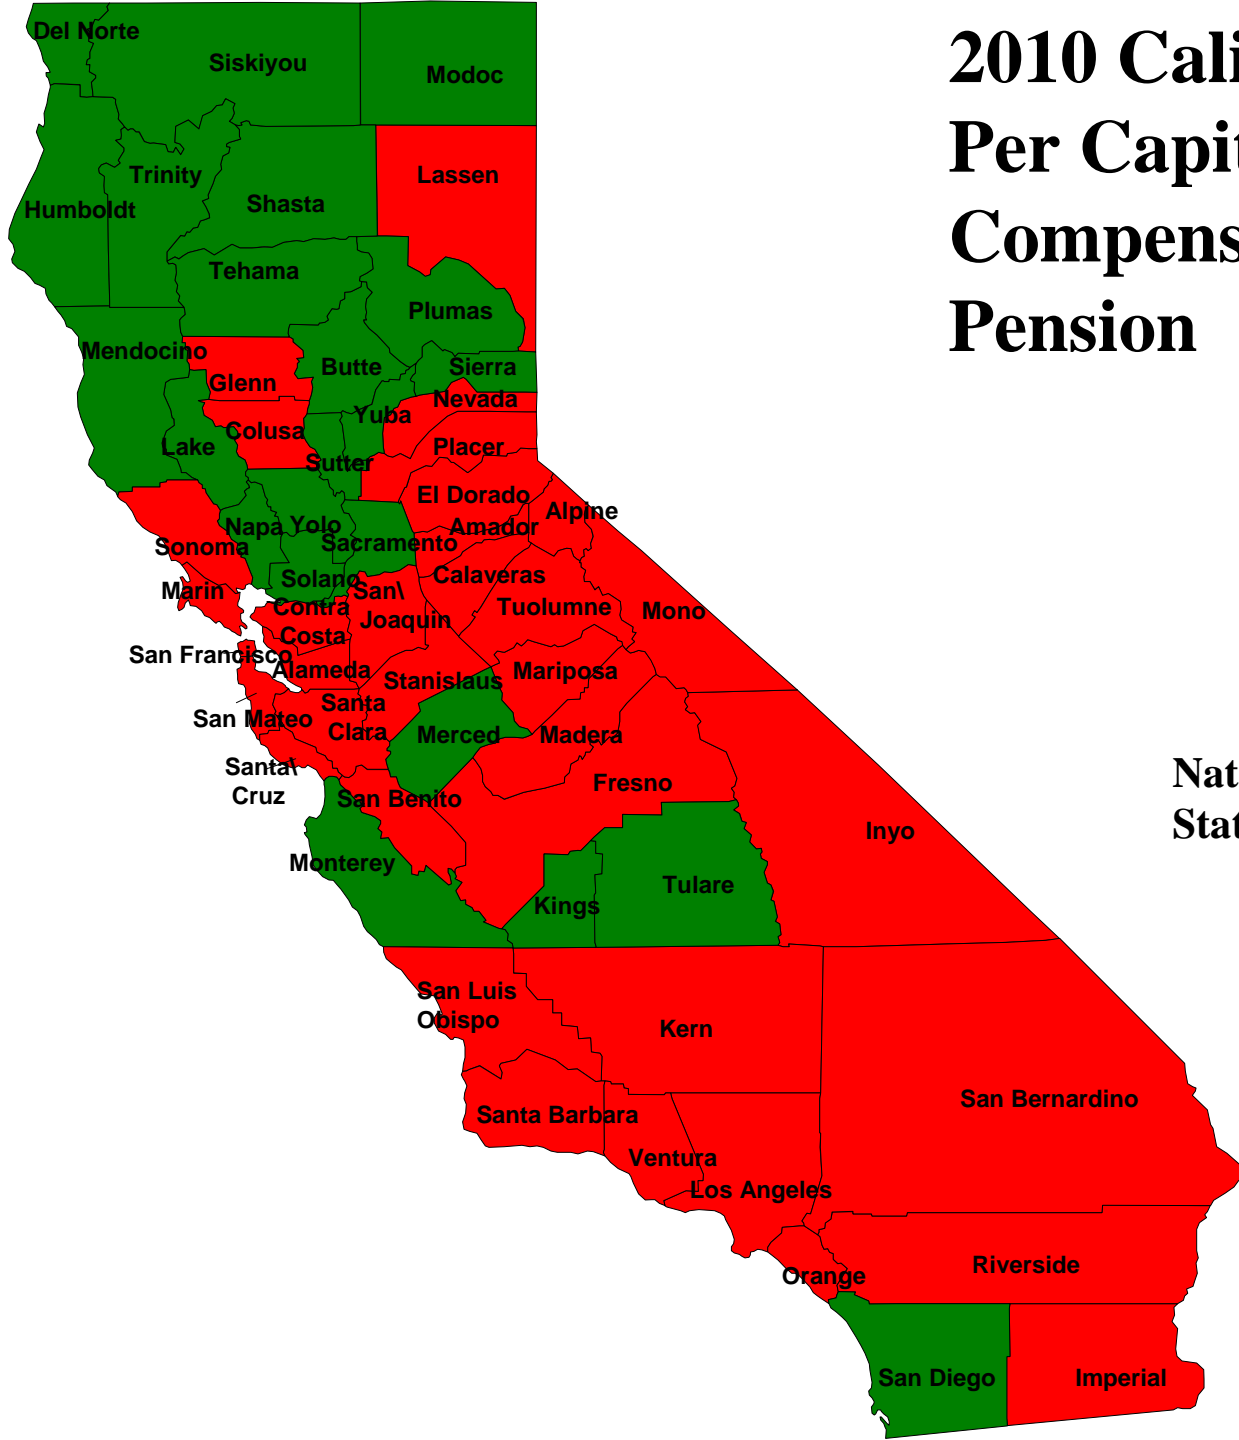 2010 Cali
Per Capit
Compens
Pension
Del Norte
Siskiyou
Modoc
Trinity
Lassen
Humboldt
Shasta
Tehama
Plumas
Mendocino
Butte
Sierra
Glenn
Nevada
Yuba
Colusa
Lake
Placer
Sutter
El Dorado
Alpine
Napa
Yolo
Amador
Sonoma
Sacramento
Solano
Calaveras
Marin
San\
Joaquin
Contra
Costa
Tuolumne
Mono
San Francisco
Alameda
Stanislaus
Mariposa
Santa
Clara
San Mateo
Merced
Madera
Santa\
Cruz
San Benito
Fresno
Nat
Stat
Inyo
Monterey
Tulare
Kings
San Luis
Obispo
Kern
San Bernardino
Santa Barbara
Ventura
Los Angeles
Orange
Riverside
San Diego
Imperial